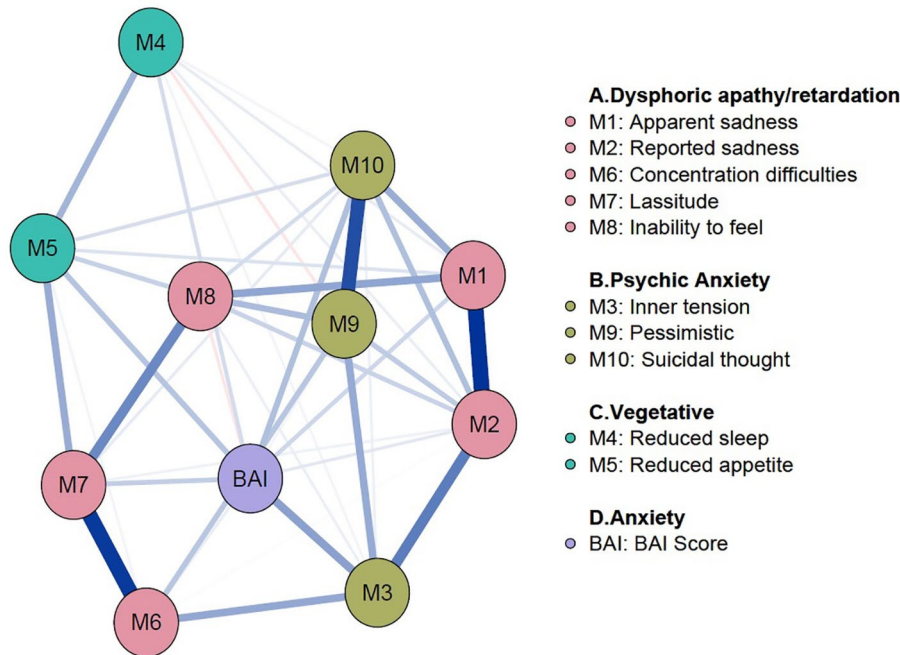 M4
M10
M5
M1
M8
M9
M2
M7
BAI
M3
M6
A.Dysphoric apathy/retardation
M1: Apparent sadness
M2: Reported sadness
M6: Concentration difficulties
M7: Lassitude
M8: Inability to feel
B.Psychic Anxiety
M3: Inner tension
M9: Pessimistic
M10: Suicidal thought
C.Vegetative
M4: Reduced sleep
M5: Reduced appetite
D.Anxiety
BAI: BAI Score